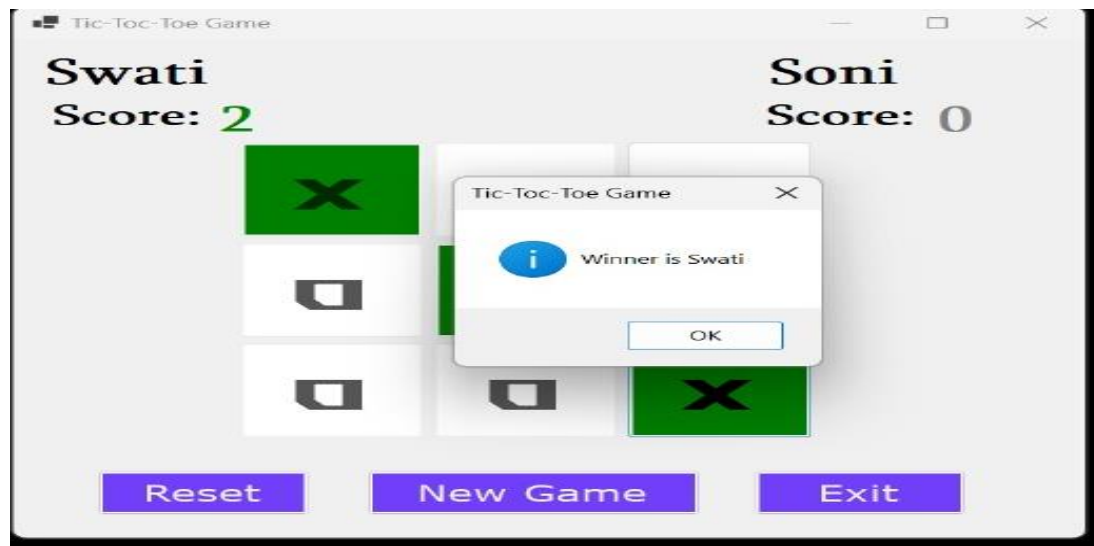 Tic-Toc-Toe Game
Swati Soni
Score: 2 Score: 0
X
Tic-Toc-Toe Game
Winner is Swati
OK
X
Reset New Game Exit